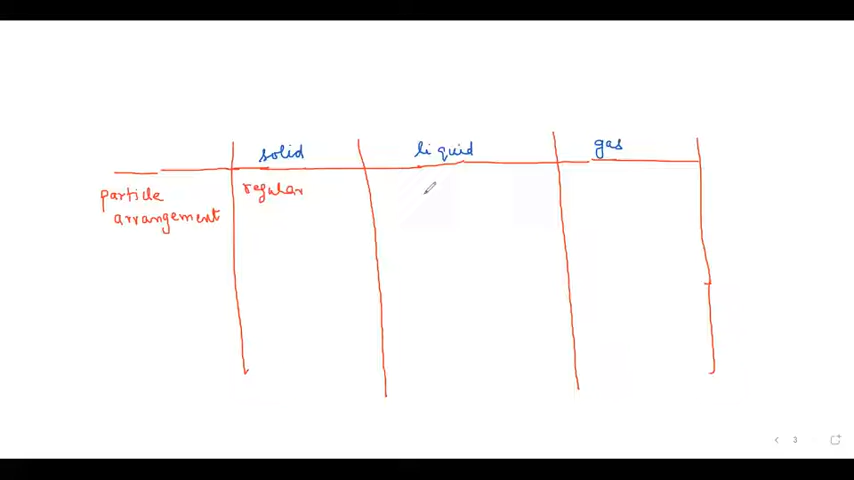 solid liquid gas
particle regular
arrangement
3